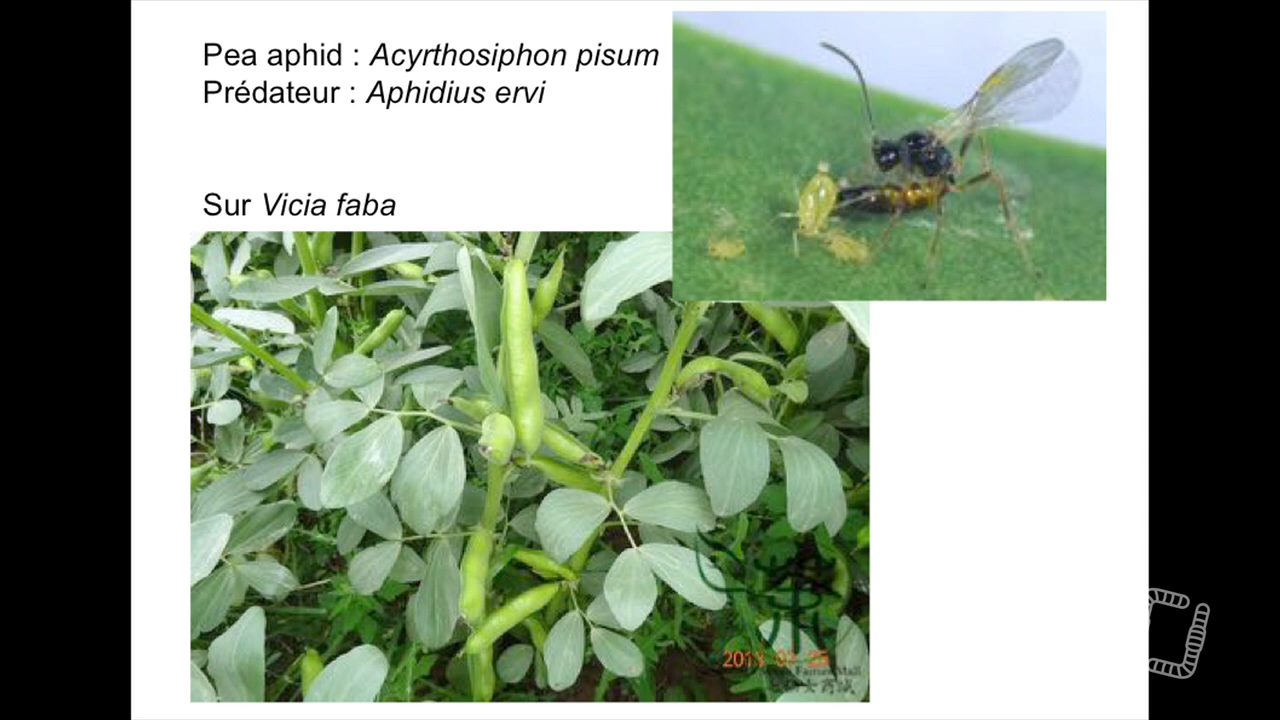 Pea aphid : Acyrthosiphon pisum
Prédateur : Aphidius ervi
Sur Vicia faba